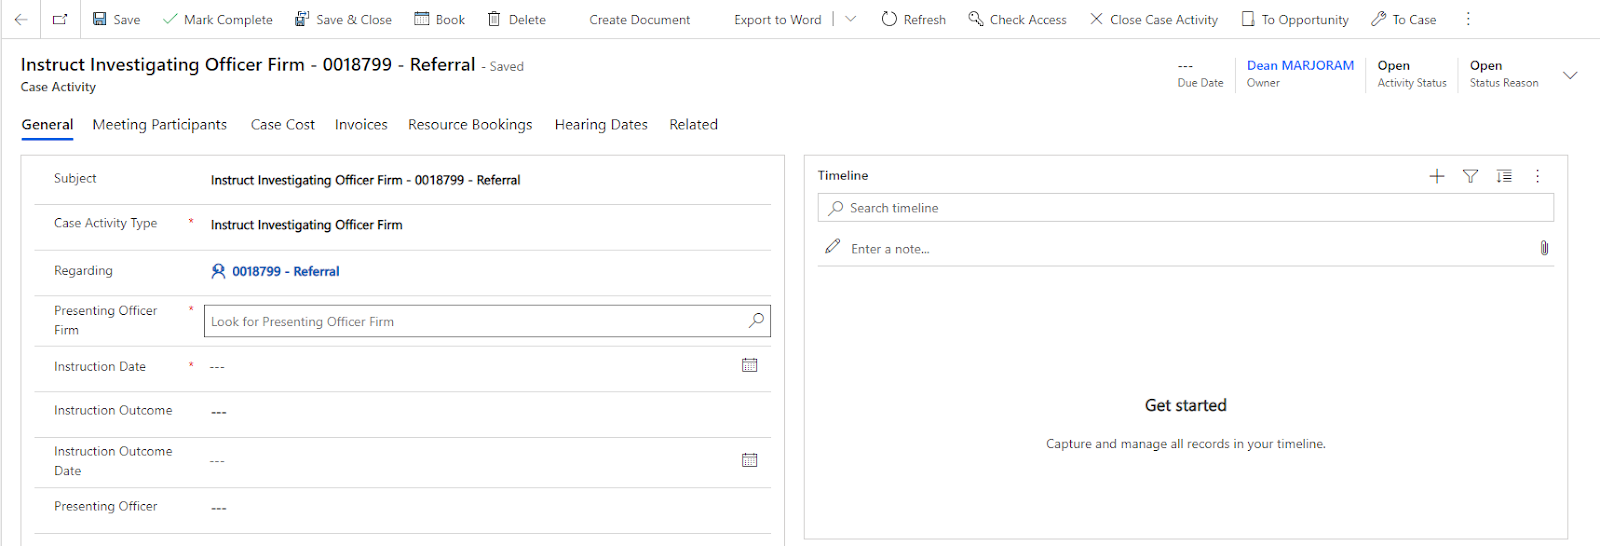 Save Mark Complete Save & Close Book Delete Create Document Export to Word Refresh Check Access Close Case Activity To Opportunity To Case
Instruct Investigating Officer Firm - 0018799 - Referral - Saved
Case Activity
--- Due Date
Dean MARJORAM Owner
Open Activity Status
Open Status Reason
General Meeting Participants Case Cost Invoices Resource Bookings Hearing Dates Related
Subject Instruct Investigating Officer Firm - 0018799 - Referral
Case Activity Type * Instruct Investigating Officer Firm
Regarding 0018799 - Referral
Presenting Officer Firm * Look for Presenting Officer Firm
Instruction Date * ---
Instruction Outcome ---
Instruction Outcome Date ---
Presenting Officer ---
Timeline
Search timeline
Enter a note...
Get started
Capture and manage all records in your timeline.